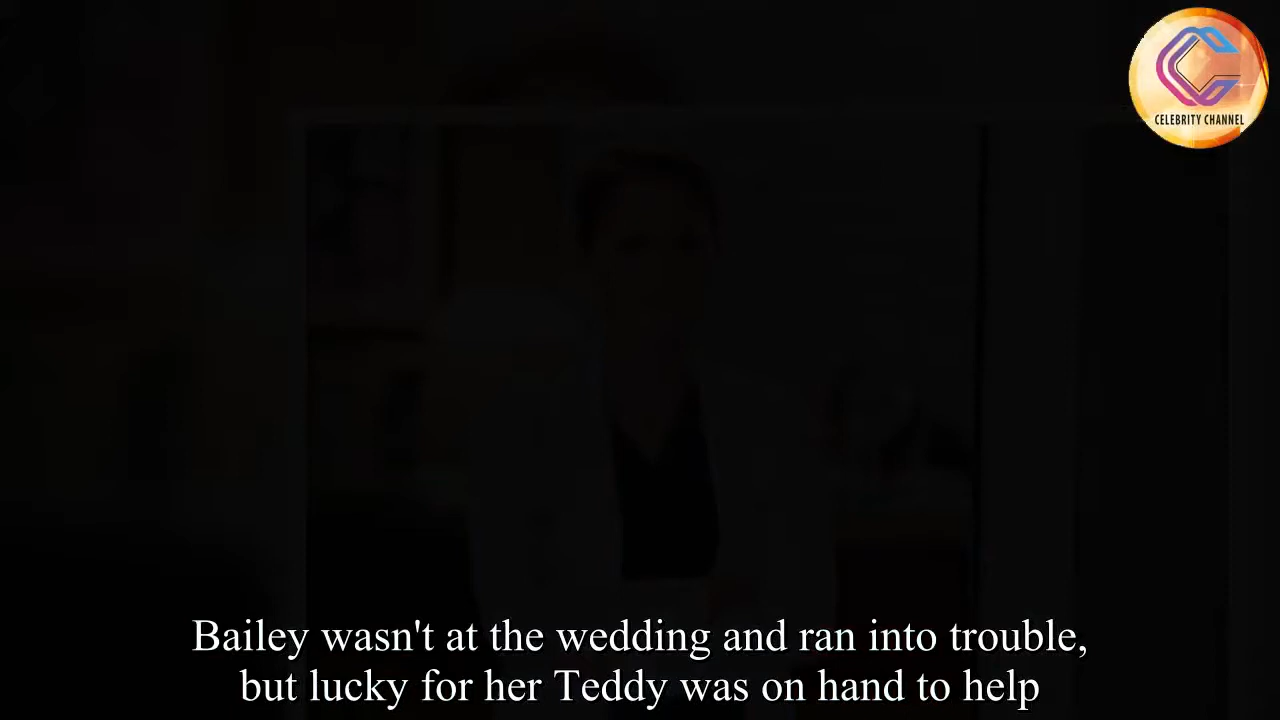 CELEBRITY CHANNEL
Bailey wasn't at the wedding and ran into trouble,
but lucky for her Teddy was on hand to help